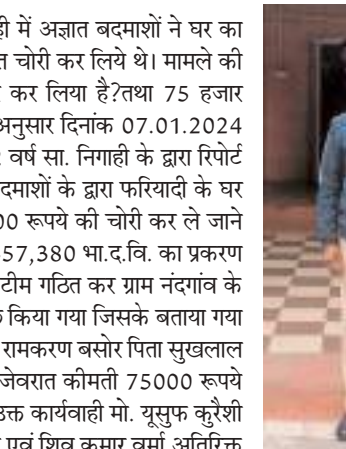 में अज्ञात बदमाशों ने घर का
चोरी कर लिये थे। मामले की
कर लिया है?तथा 75 हजार
अनुसार दिनांक 07.01.2024
वर्ष सा. निगाही के द्वारा रिपोर्ट
के द्वारा फरियादी के घर
00 रूपये की चोरी कर ले जाने
57,380 भा.द.वि. का प्रकरण
टीम गठित कर ग्राम नंदगांव के
किया गया जिसके बताया गया
रामकरण बसोर पिता सुखलाल
जेवरात कीमती 75000 रूपये
कार्यवाही मो. यूसुफ कुरैशी
एवं शिव कुमार वर्मा अतिरिक्त